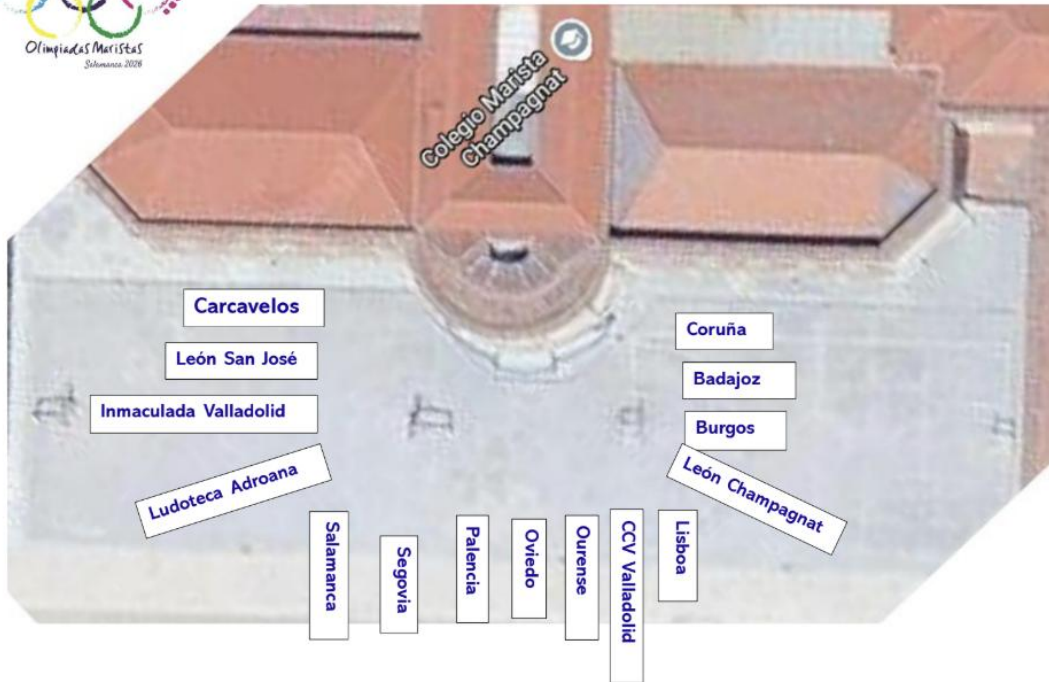 Olimpiadas Maristas
Salamanca 2026
Colegio Marista
Champagnat
Carcavelos
León San José
Inmaculada Valladolid
Ludoteca Adroana
Salamanca
Segovia
Palencia
Oviedo
Ourense
CCV Valladolid
Lisboa
Coruña
Badajoz
Burgos
León Champagnat